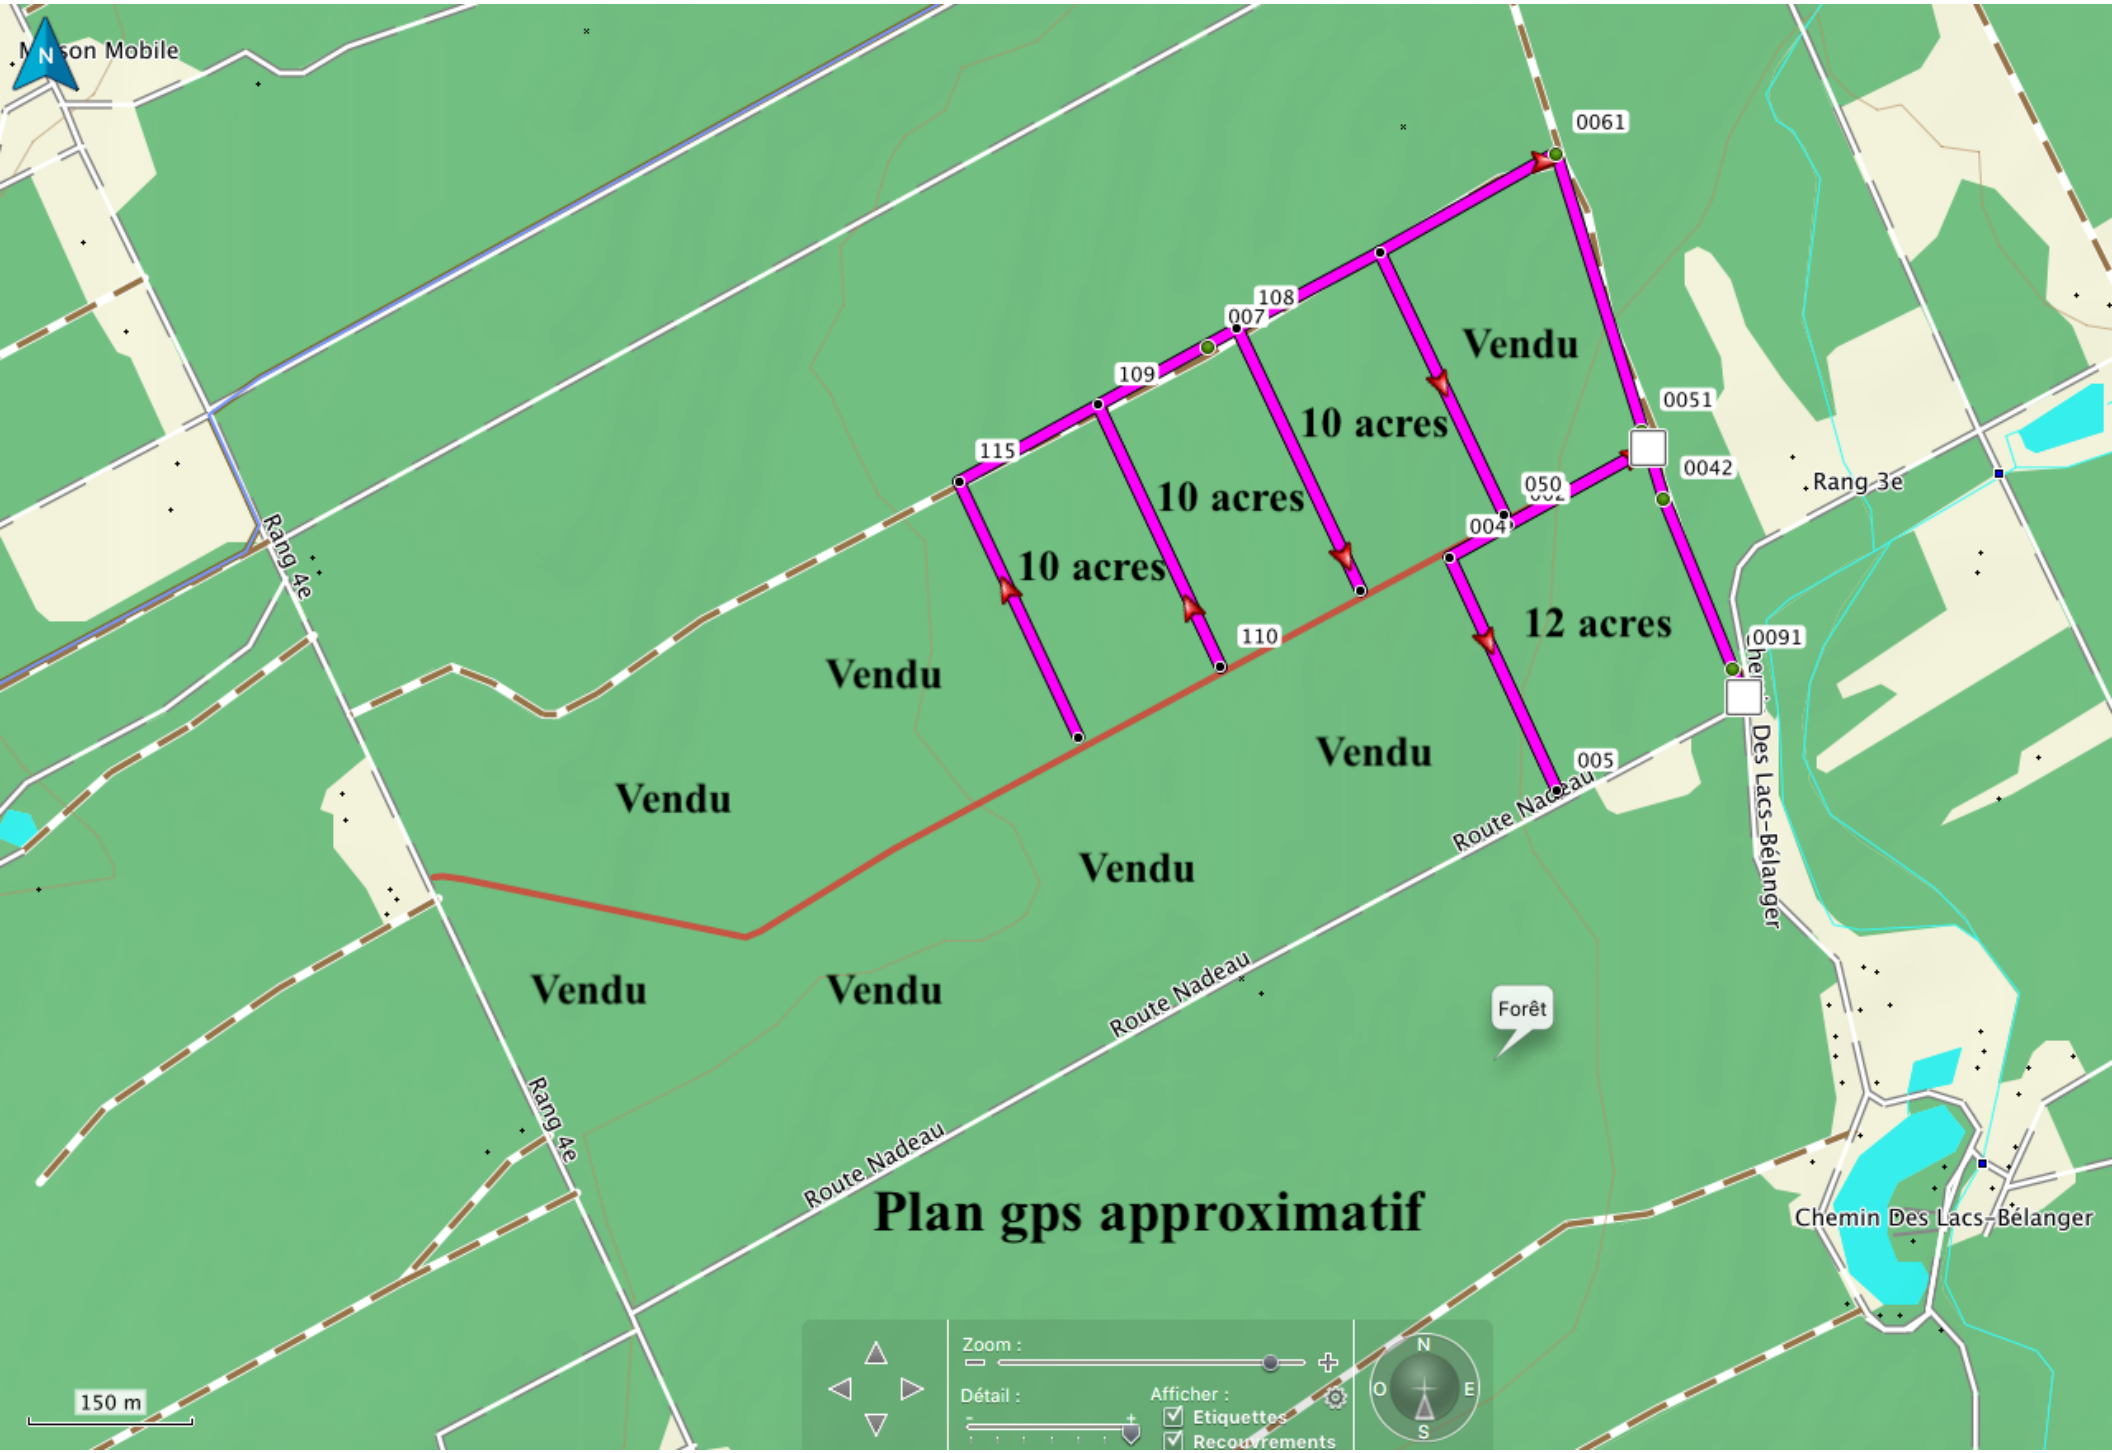 Maison Mobile
N
0061
108
007
Vendu
109
0051
10 acres
115
0042
Rang 3e
050
002
10 acres
004
Rang 4e
10 acres
12 acres
110
0091
Vendu
Vendu
005
Vendu
Route Nadeau
Chemin Des Lacs-Bélanger
Vendu
Route Nadeau
Vendu
Vendu
Forêt
Rang 4e
Route Nadeau
Plan gps approximatif
Chemin Des Lacs-Bélanger
Zoom :
N
O
E
S
Détail :
Afficher :
Etiquettes
Recouvrements
150 m